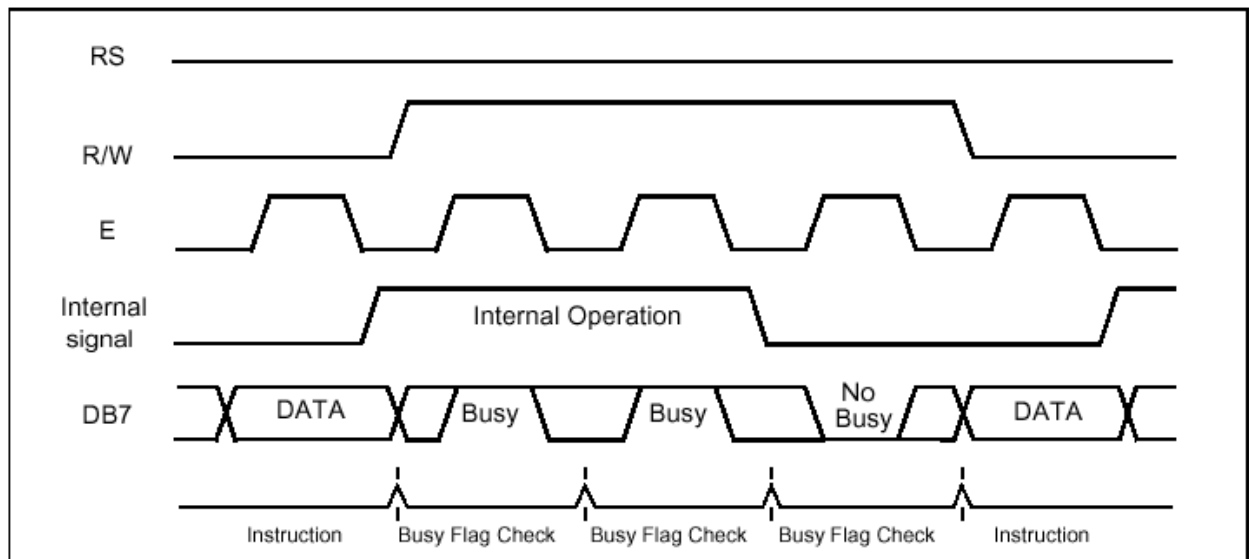 RS
R/W
E
Internal
signal
Internal Operation
DB7
DATA
Busy
Busy
No
Busy
DATA
Instruction
Busy Flag Check
Busy Flag Check
Busy Flag Check
Instruction